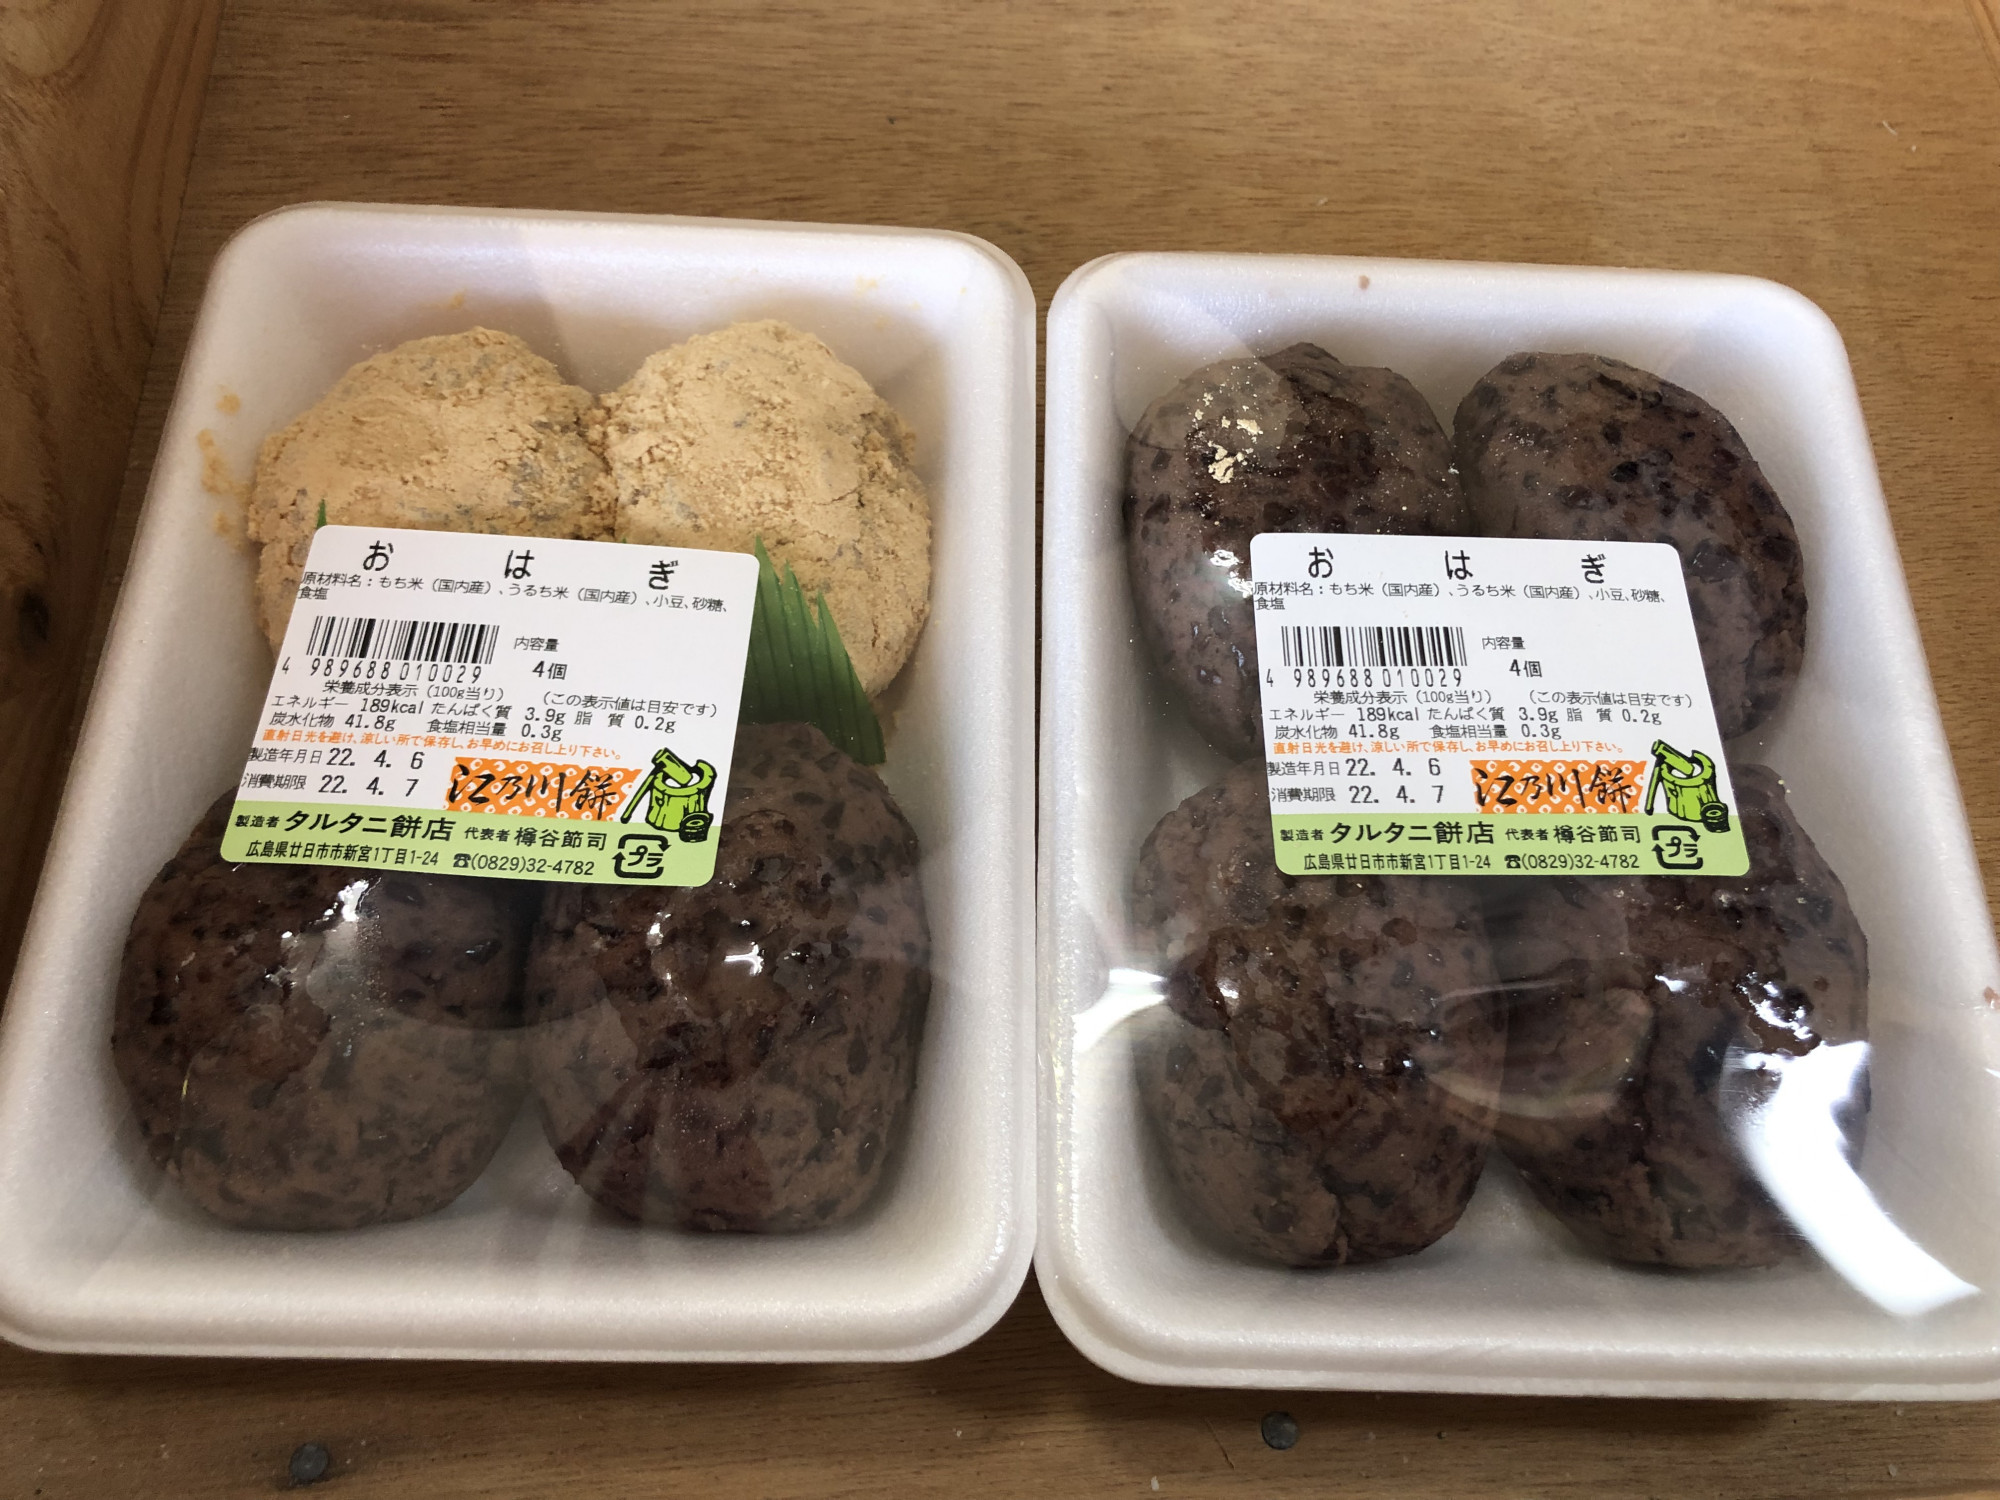 おはぎ
原材料名：もち米（国内産）、うるち米（国内産）、小豆、砂糖、
食塩
内容量
4個
4 989688 010029
栄養成分表示（100g当り） （この表示値は目安です）
エネルギー 189kcal たんぱく質 3.9g 脂 質 0.2g
炭水化物 41.8g 食塩相当量 0.3g
直射日光を避け、涼しい所で保存し、お早めにお召し上り下さい。
製造年月日 22. 4. 6
消費期限 22. 4. 7
江乃川餅
製造者 タルタニ餅店 代表者 樽谷節司
プラ
広島県廿日市市新宮1丁目1-24 ☎(0829)32-4782
おはぎ
原材料名：もち米（国内産）、うるち米（国内産）、小豆、砂糖、
食塩
内容量
4個
4 989688 010029
栄養成分表示（100g当り） （この表示値は目安です）
エネルギー 189kcal たんぱく質 3.9g 脂 質 0.2g
炭水化物 41.8g 食塩相当量 0.3g
直射日光を避け、涼しい所で保存し、お早めにお召し上り下さい。
製造年月日 22. 4. 6
消費期限 22. 4. 7
江乃川餅
製造者 タルタニ餅店 代表者 樽谷節司
プラ
広島県廿日市市新宮1丁目1-24 ☎(0829)32-4782